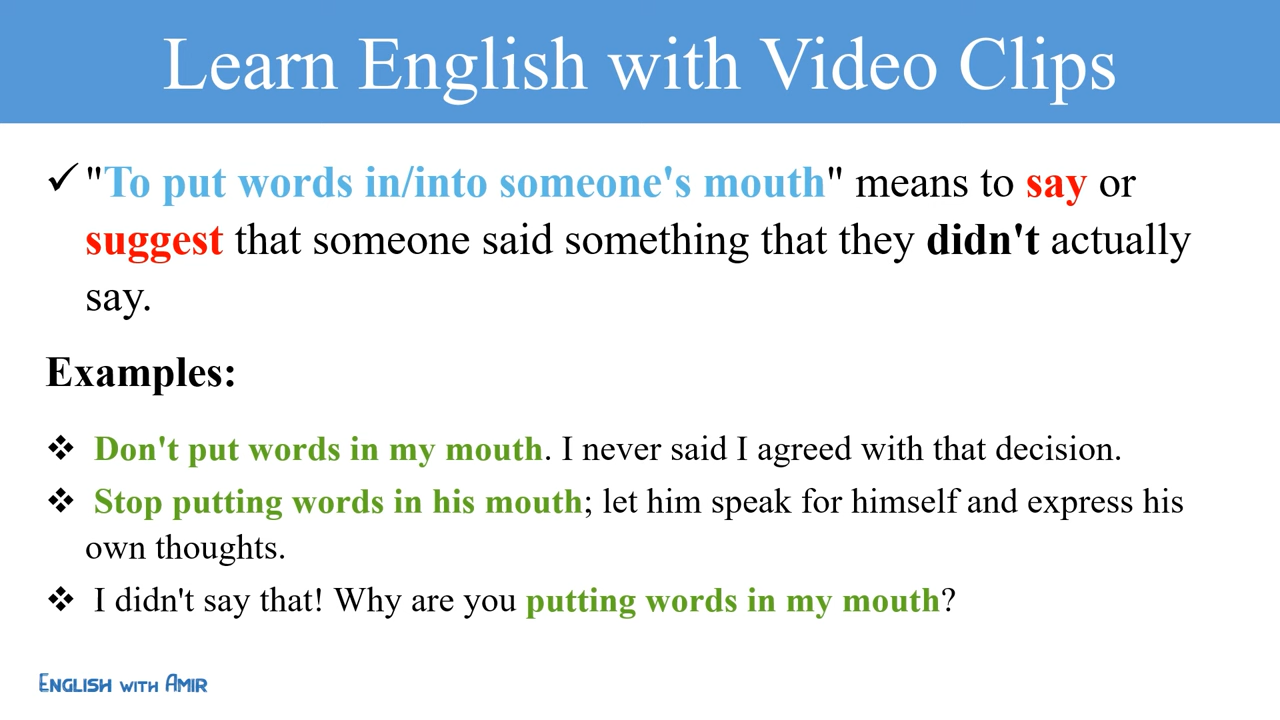 Learn English with Video Clips
✓ "To put words in/into someone's mouth" means to say or
suggest that someone said something that they didn't actually
say.
Examples:
❖ Don't put words in my mouth. I never said I agreed with that decision.
❖ Stop putting words in his mouth; let him speak for himself and express his
own thoughts.
❖ I didn't say that! Why are you putting words in my mouth?
ENGLISH WITH AMIR